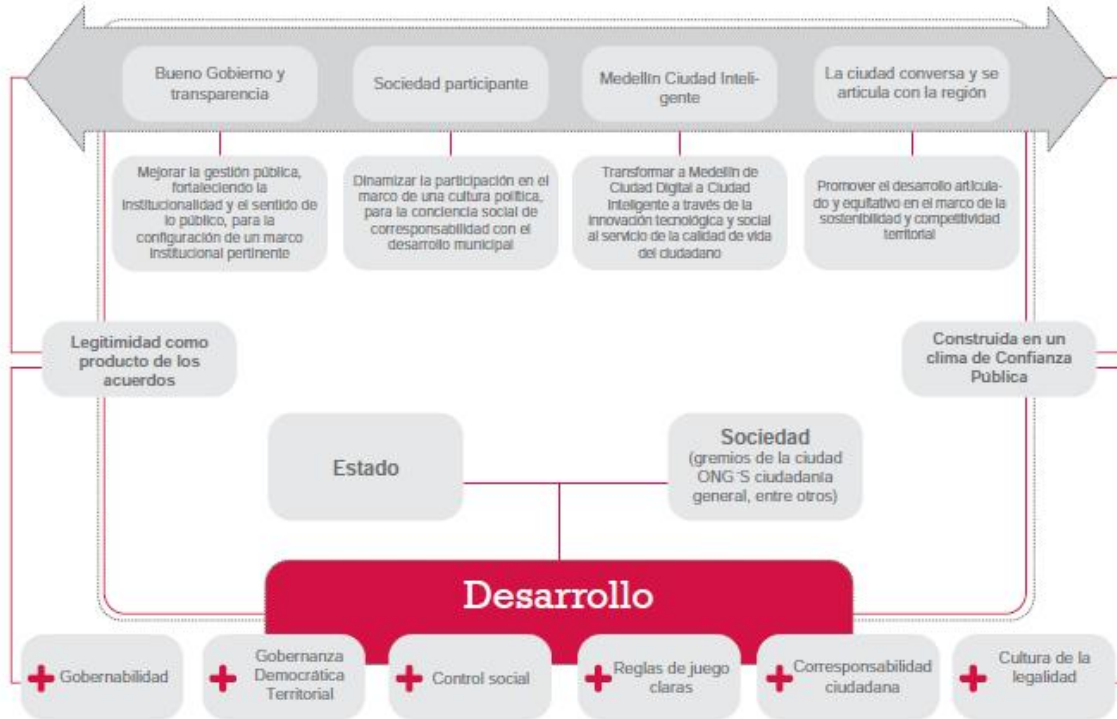 Bueno Gobierno y
transparencia
Sociedad participante
Medellín Ciudad Inteli-
gente
La ciudad conversa y se
articula con la región
Mejorar la gestión pública,
fortaleciendo la
institucionalidad y el sentido de
lo público, para la
configuración de un marco
institucional pertinente
Dinamizar la participación en el
marco de una cultura política,
para la conciencia social de
corresponsabilidad con el
desarrollo municipal
Transformar a Medellín de
Ciudad Digital a Ciudad
Inteligente a través de la
innovación tecnológica y social
al servicio de la calidad de vida
del ciudadano
Promover el desarrollo articula-
do y equitativo en el marco de la
sostenibilidad y competitividad
territorial
Legitimidad como
producto de los
acuerdos
Construida en un
clima de Confianza
Pública
Estado
Sociedad
(gremios de la ciudad
ONG´S ciudadanía
general, entre otros)
Desarrollo
Gobernabilidad
Gobernanza
Democrática
Territorial
Control social
Reglas de juego
claras
Corresponsabilidad
ciudadana
Cultura de la
legalidad